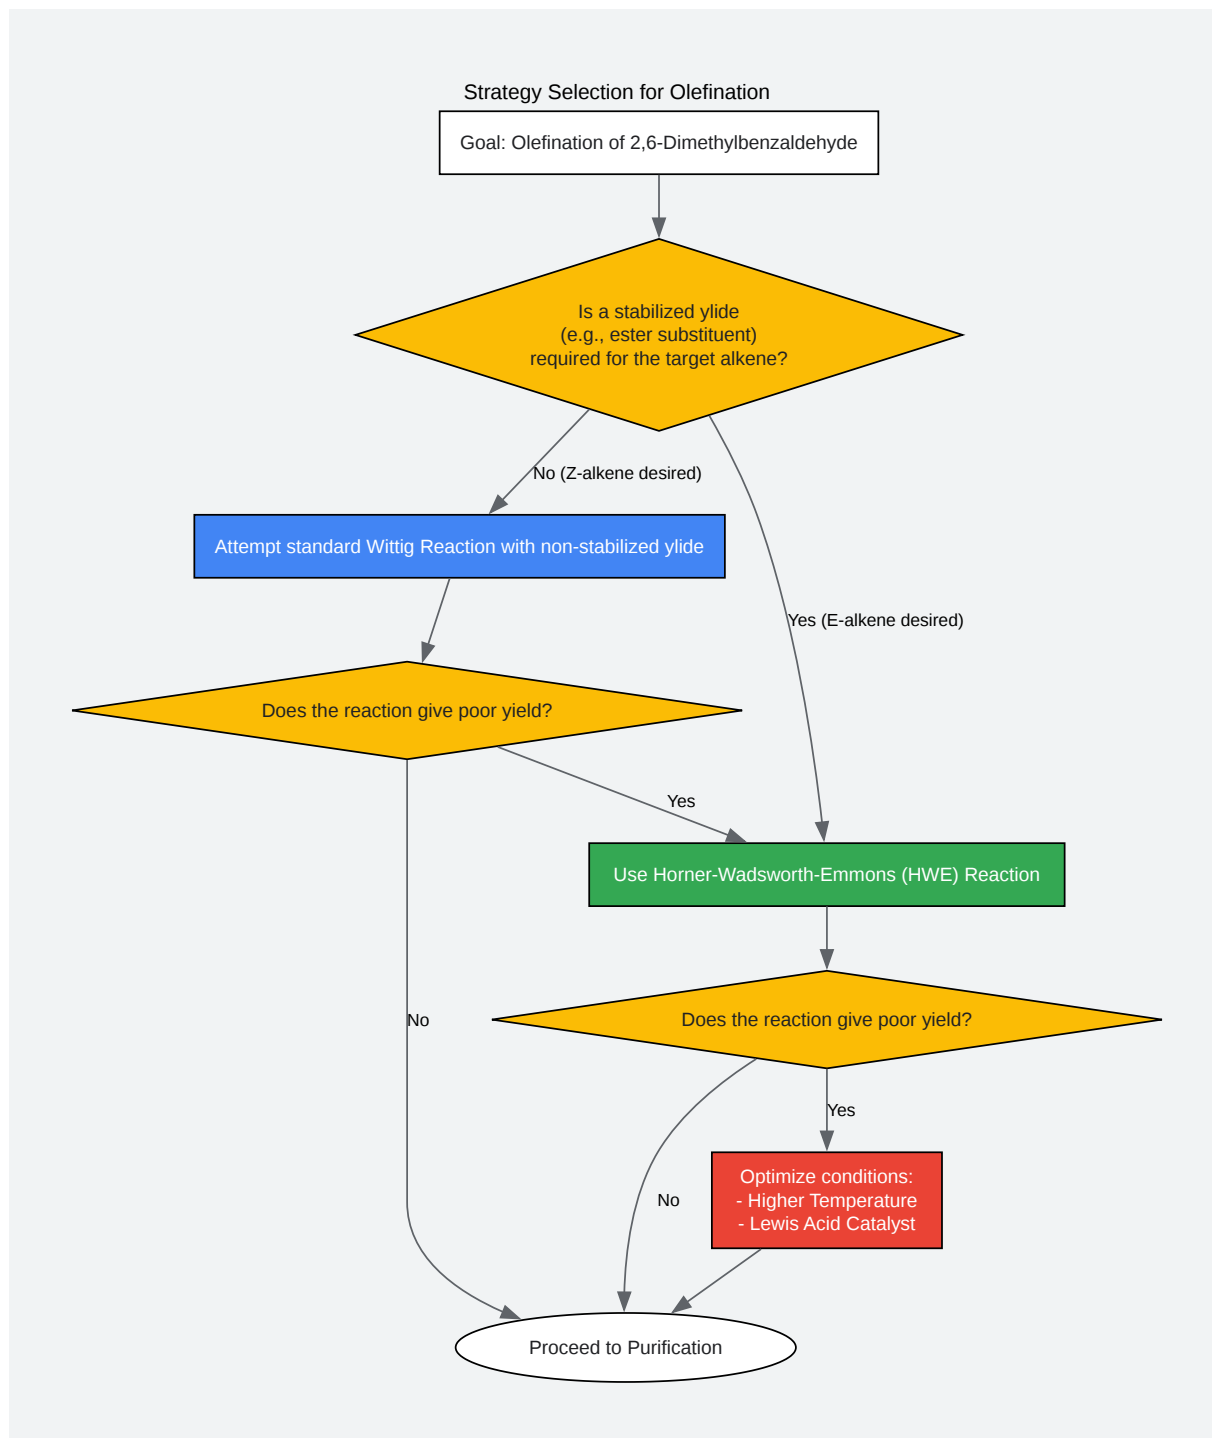 Strategy Selection for Olefination
Goal: Olefination of 2,6-Dimethylbenzaldehyde
Is a stabilized ylide
(e.g., ester substituent)
required for the target alkene?
No (Z-alkene desired)
Attempt standard Wittig Reaction with non-stabilized ylide
Yes (E-alkene desired)
Does the reaction give poor yield?
Yes
Use Horner-Wadsworth-Emmons (HWE) Reaction
No
Does the reaction give poor yield?
Yes
Optimize conditions:
- Higher Temperature
- Lewis Acid Catalyst
No
Proceed to Purification